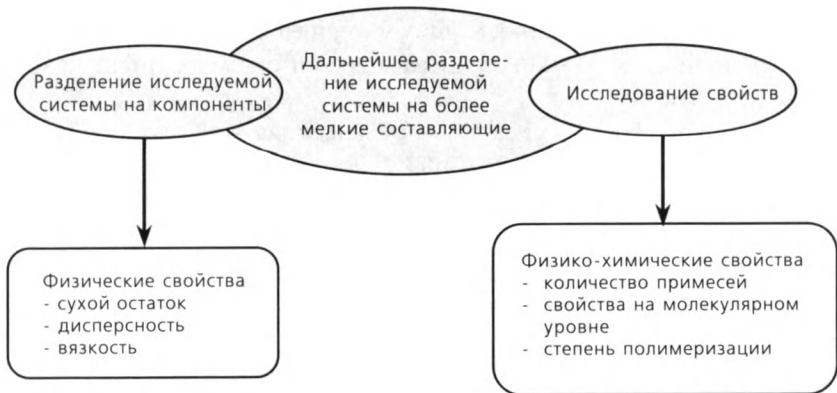 Разделение исследуемой
системы на компоненты
Дальнейшее разделе-
ние исследуемой
системы на более
мелкие составляющие
Исследование свойств
Физические свойства
- сухой остаток
- дисперсность
- вязкость
Физико-химические свойства
- количество примесей
- свойства на молекулярном
уровне
- степень полимеризации